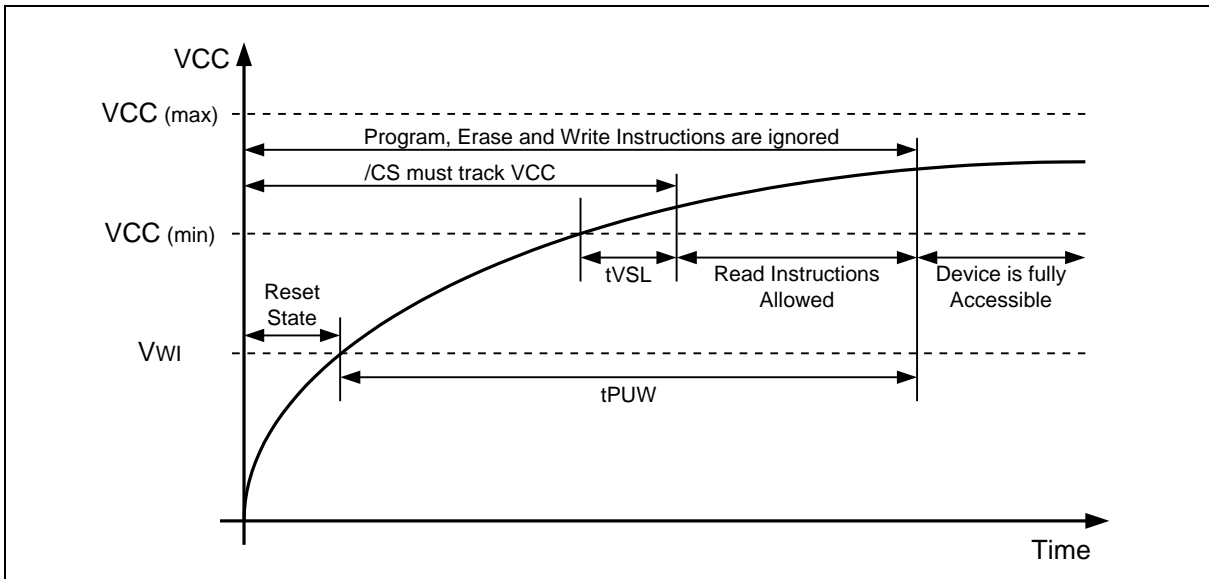 VCC
VCC (max)
Program, Erase and Write Instructions are ignored
/CS must track VCC
VCC (min)
tVSL
Read Instructions
Allowed
Device is fully
Accessible
Reset
State
VWI
tPUW
Time